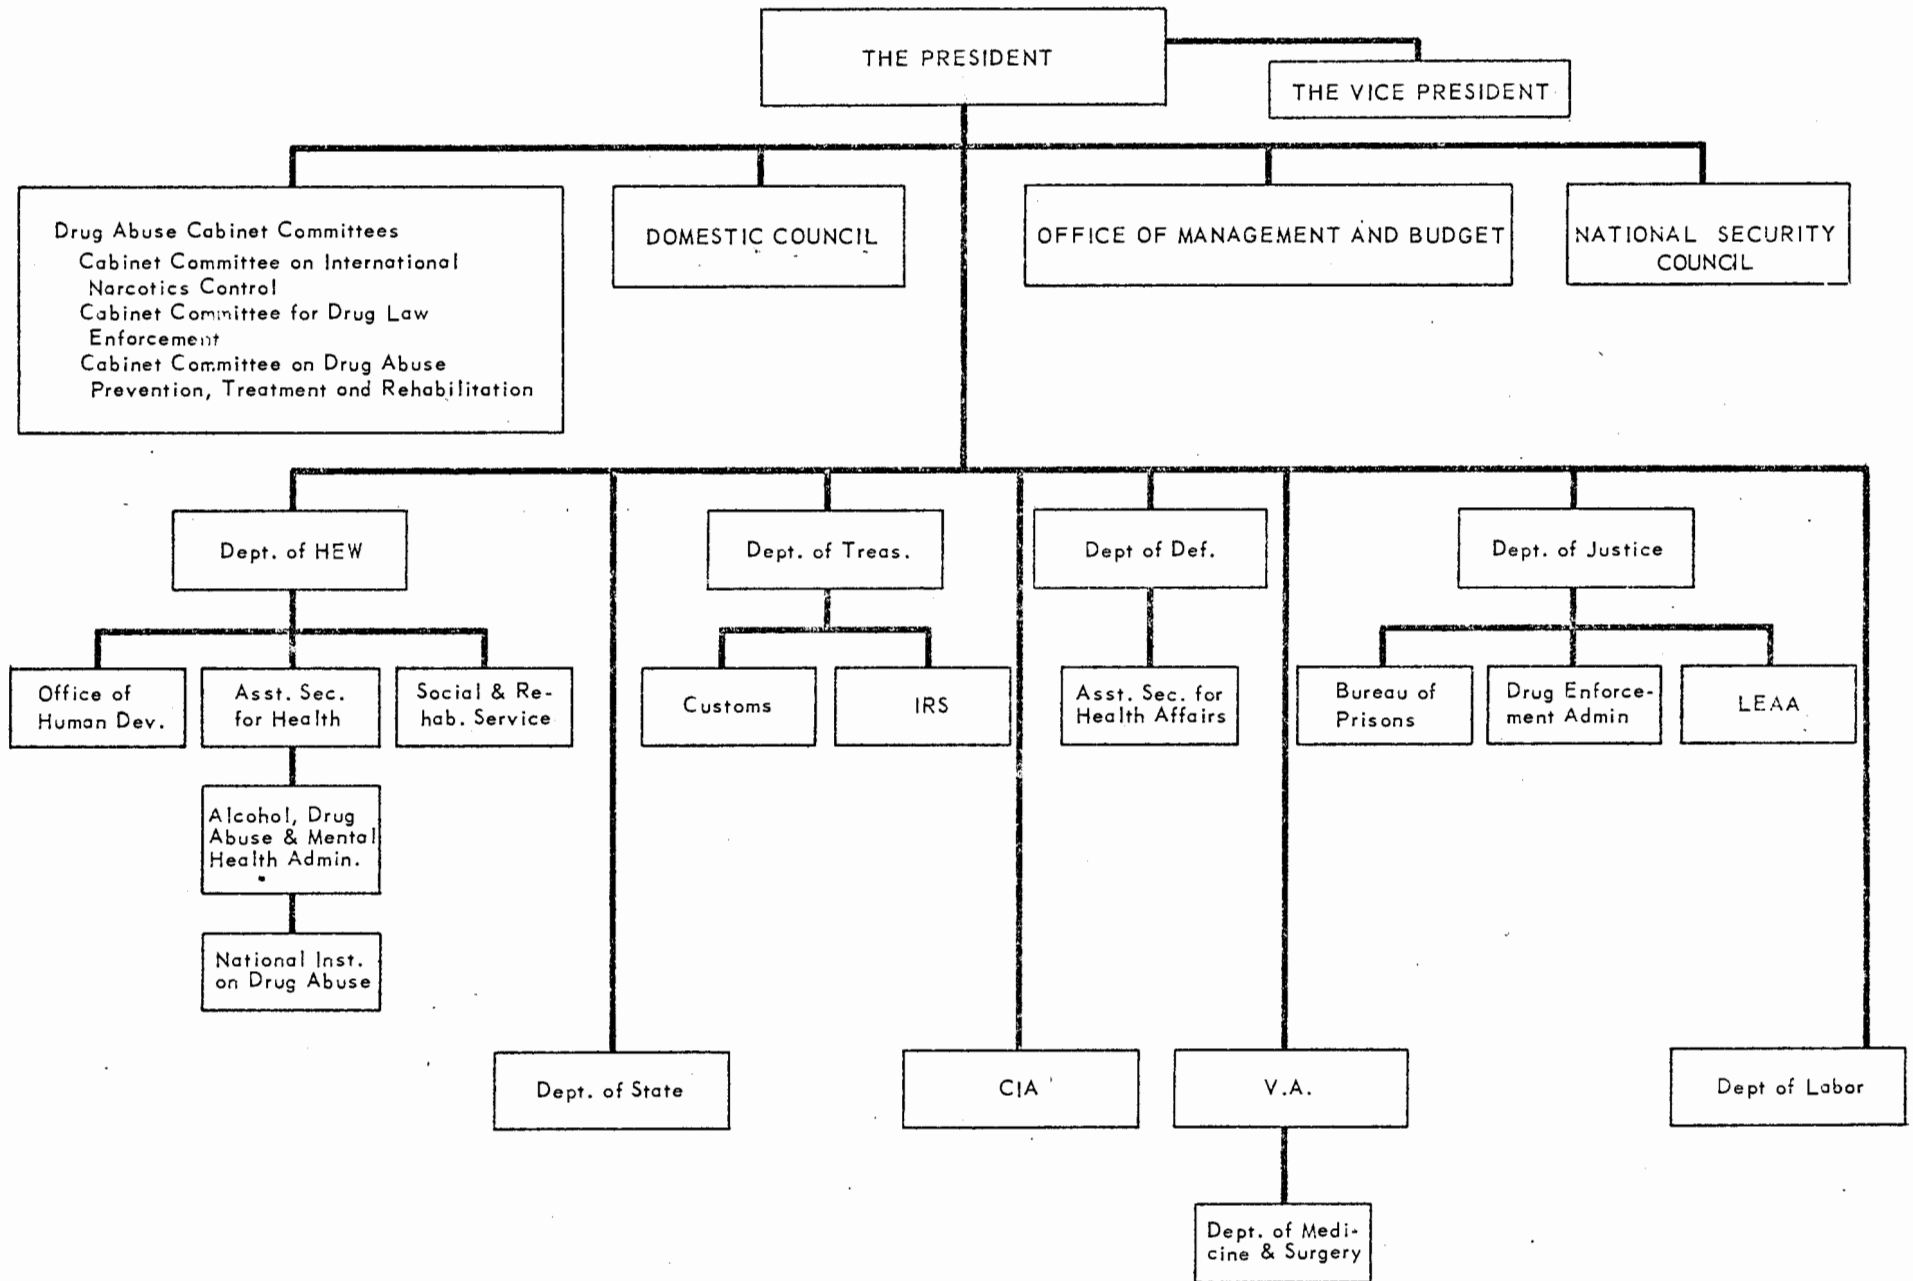 THE PRESIDENT
THE VICE PRESIDENT
Drug Abuse Cabinet Committees
Cabinet Committee on International
Narcotics Control
Cabinet Committee for Drug Law
Enforcement
Cabinet Committee on Drug Abuse
Prevention, Treatment and Rehabilitation
DOMESTIC COUNCIL
OFFICE OF MANAGEMENT AND BUDGET
NATIONAL SECURITY
COUNCIL
Dept. of HEW
Dept. of Treas.
Dept of Def.
Dept. of Justice
Office of
Human Dev.
Asst. Sec.
for Health
Social & Re-
hab. Service
Customs
IRS
Asst. Sec. for
Health Affairs
Bureau of
Prisons
Drug Enforce-
ment Admin
LEAA
Alcohol, Drug
Abuse & Mental
Health Admin.
National Inst.
on Drug Abuse
Dept. of State
CIA
V.A.
Dept of Labor
Dept. of Medi-
cine & Surgery